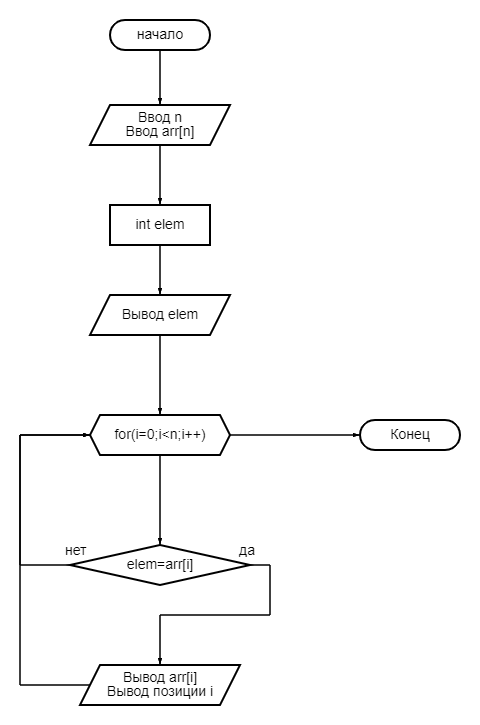 начало
Ввод n
Ввод arr[n]
int elem
Вывод elem
for(i=0;i<n;i++)
Конец
нет
да
elem=arr[i]
Вывод arr[i]
Вывод позиции i